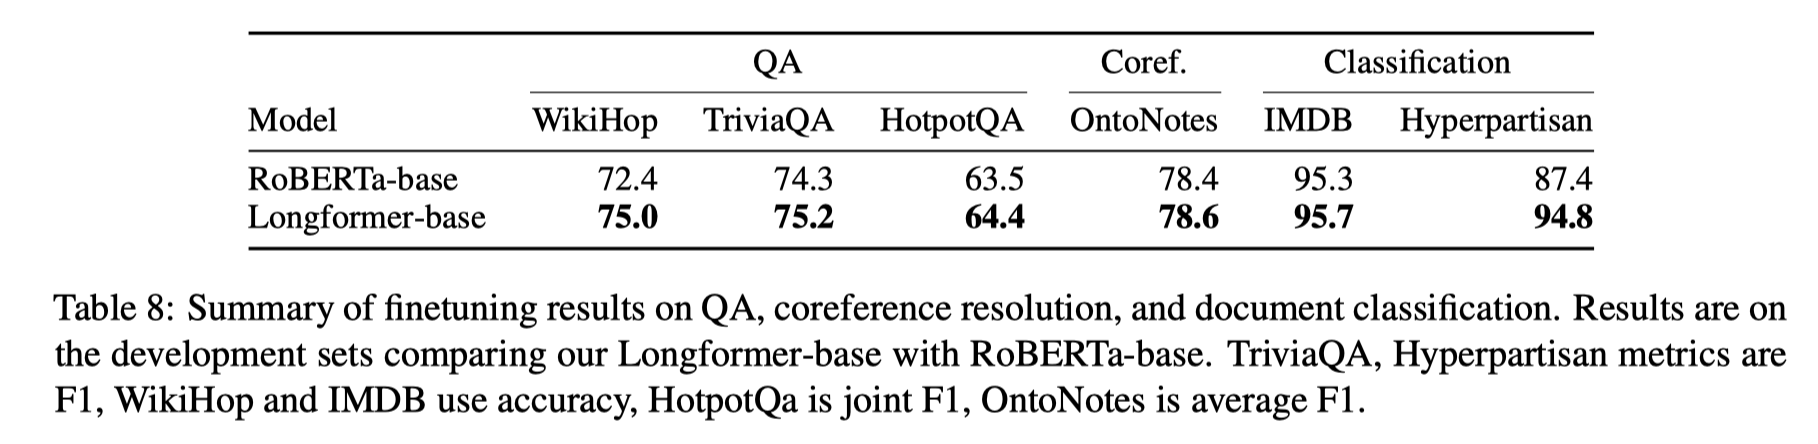 QA Coref. Classification
Model WikiHop TriviaQA HotpotQA OntoNotes IMDB Hyperpartisan
RoBERTa-base 72.4 74.3 63.5 78.4 95.3 87.4
Longformer-base 75.0 75.2 64.4 78.6 95.7 94.8
Table 8: Summary of finetuning results on QA, coreference resolution, and document classification. Results are on
the development sets comparing our Longformer-base with RoBERTa-base. TriviaQA, Hyperpartisan metrics are
F1, WikiHop and IMDB use accuracy, HotpotQa is joint F1, OntoNotes is average F1.